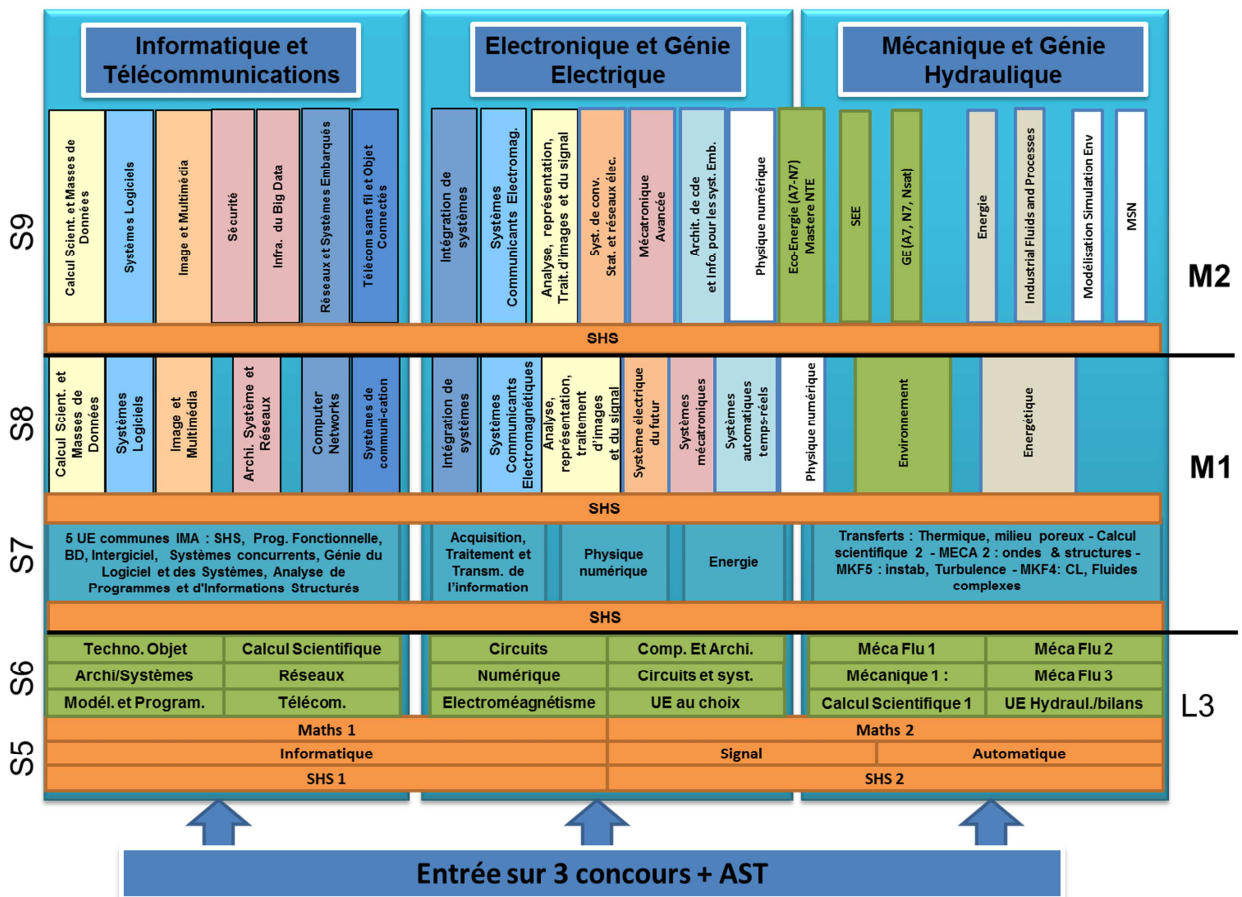 Informatique et
Télécommunications
Electronique et Génie
Electrique
Mécanique et Génie
Hydraulique
S9
Calcul Scient. et Masses de
Données
Systèmes Logiciels
Image et Multimédia
Sécurité
Infra. du Big Data
Réseaux et Systèmes Embarqués
Télécom sans fil et Objet
Connectés
Intégration de
systèmes
Systèmes
Communicants Electromag.
Analyse, représentation,
Trait.d'images et du signal
Syst. de conv.
Stat. et réseaux élec.
Mécatronique
Avancée
Archit. de cde
et Info. pour les syst. Emb.
Physique numérique
Eco-Energie (A7-N7)
Mastere NTE
SEE
GE (A7, N7, Nsat)
Energie
Industrial Fluids and Processes
Modélisation Simulation Env
MSN
M2
SHS
S8
Calcul Scient. et
Masses de
Données
Systèmes
Logiciels
Image et
Multimédia
Archi. Système et
Réseaux
Computer
Networks
Systèmes de
communi-cation
Intégration de
systèmes
Systèmes
Communicants
Electromagnétiques
Analyse,
représentation,
traitement
d'images
et du signal
Système électrique
du futur
Systèmes
mécatroniques
Systèmes
automatiques
temps-réels
Physique numérique
Environnement
Energétique
M1
SHS
S7
5 UE communes IMA : SHS, Prog. Fonctionnelle,
BD, Intergiciel, Systèmes concurrents, Génie du
Logiciel et des Systèmes, Analyse de
Programmes et d'Informations Structurés
Acquisition,
Traitement et
Transm. de
l'information
Physique
numérique
Energie
Transferts : Thermique, milieu poreux - Calcul
scientifique 2 - MECA 2 : ondes & structures -
MKF5 : instab, Turbulence - MKF4: CL, Fluides
complexes
SHS
S6
Techno. Objet
Calcul Scientifique
Circuits
Comp. Et Archi.
Méca Flu 1
Méca Flu 2
Archi/Systèmes
Réseaux
Numérique
Circuits et syst.
Mécanique 1 :
Méca Flu 3
Modél. et Program.
Télécom.
Electroméagnétisme
UE au choix
Calcul Scientifique 1
UE Hydraul./bilans
L3
S5
Maths 1
Maths 2
Informatique
Signal
Automatique
SHS 1
SHS 2
Entrée sur 3 concours + AST